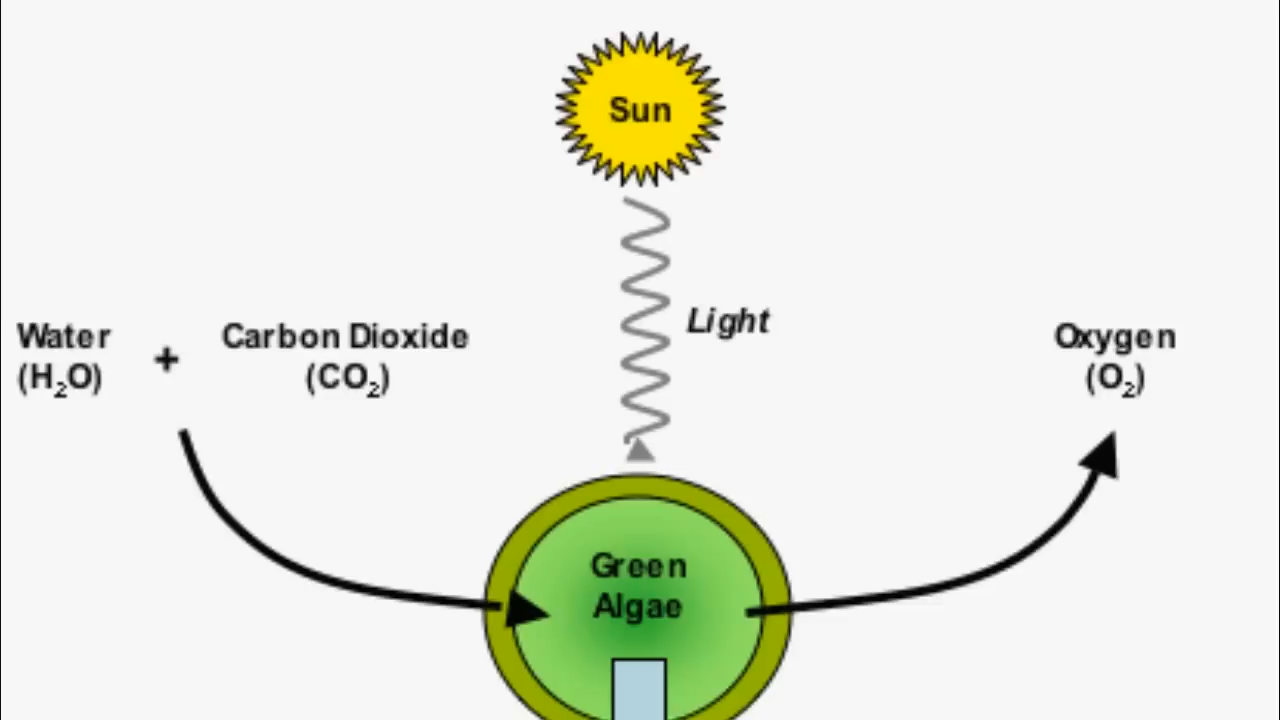 Sun
Light
Water
(H₂O)
+
Carbon Dioxide
(CO₂)
Oxygen
(O₂)
Green
Algae